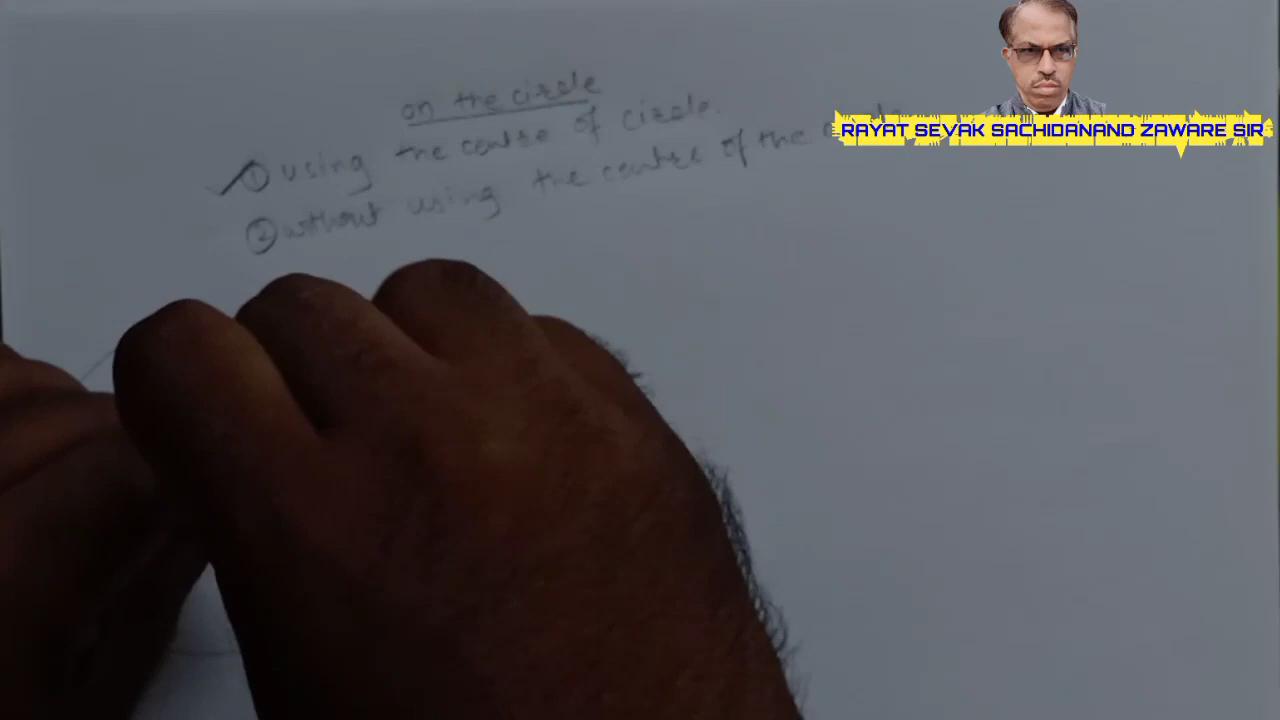 on the circle
① using the centre of circle.
RAYAT SEVAK SACHIDANAND ZAWARE SIR
② without using the centre of the